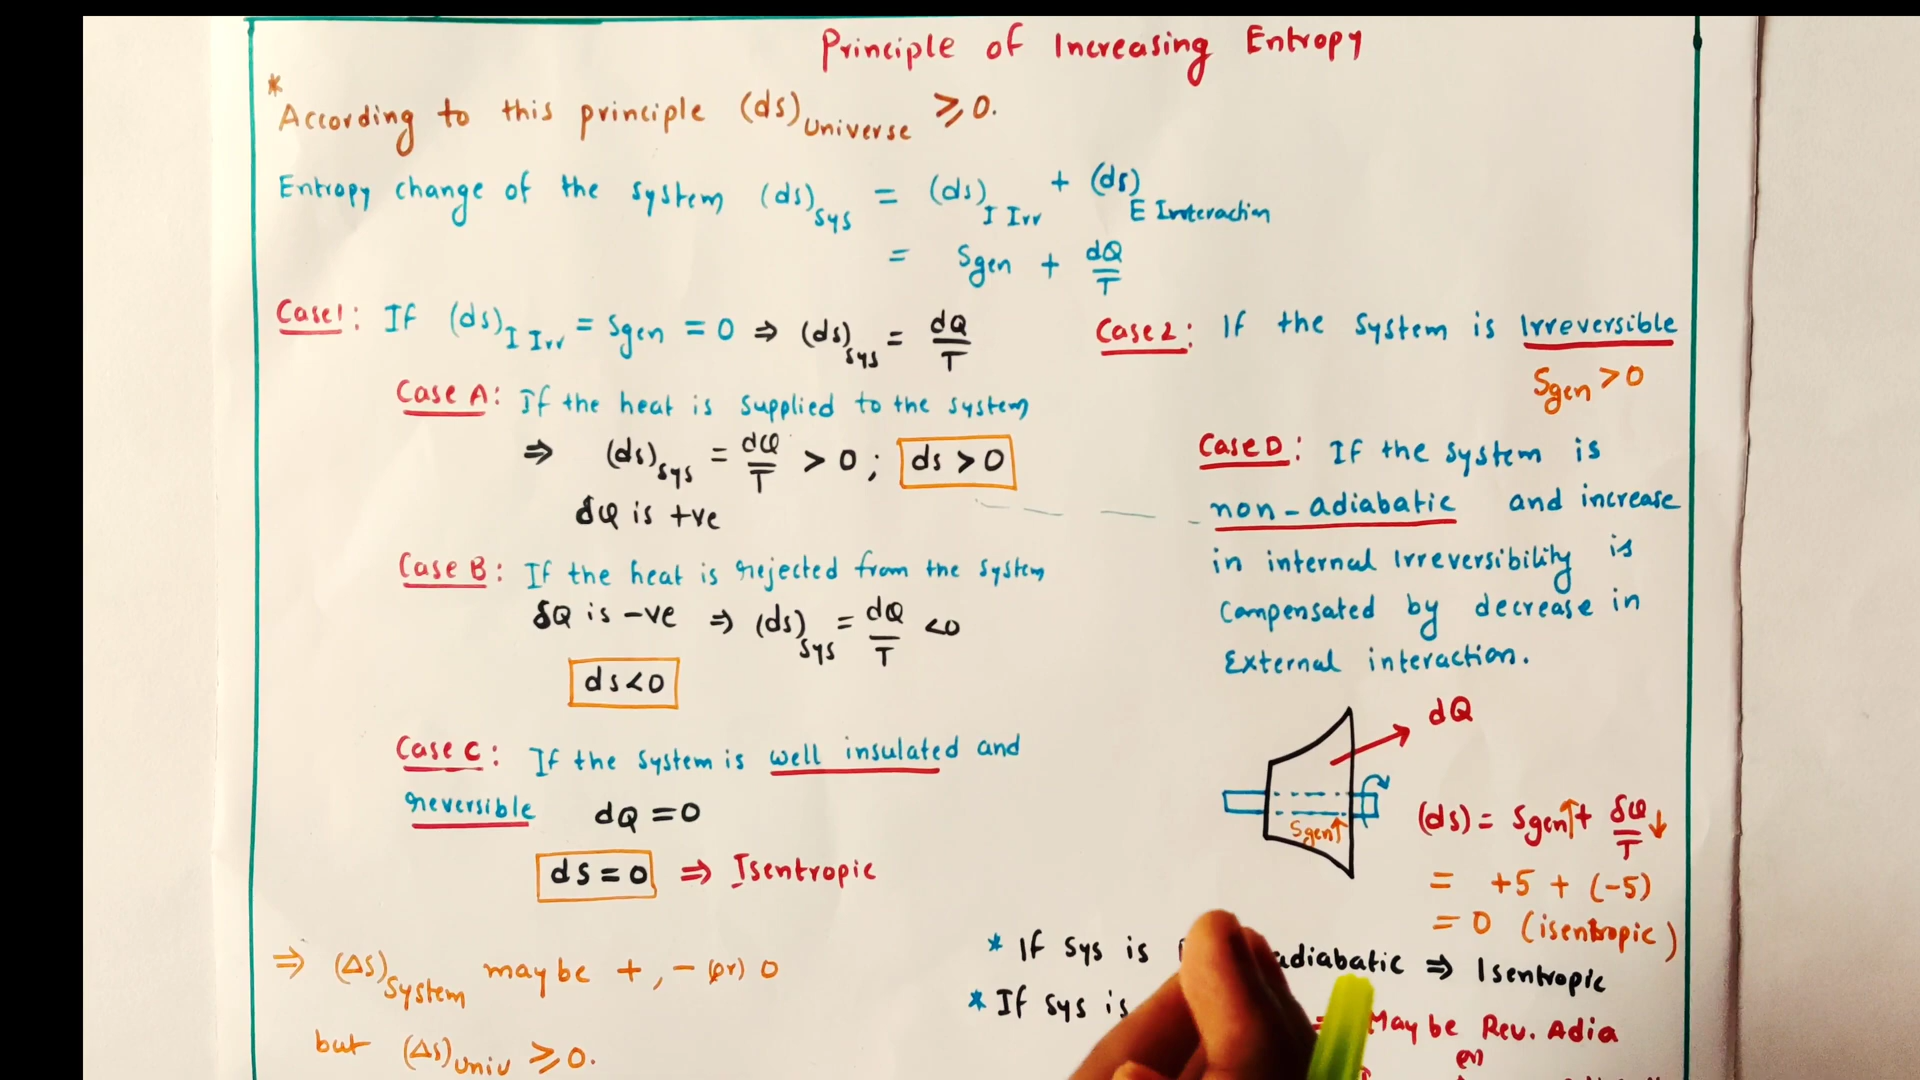 Principle of Increasing Entropy
* According to this principle (ds)Universe ⩾ 0.
Entropy change of the system (ds)sys = (ds)I Irr + (ds)E Interaction
= Sgen + dQ/T
Case1: If (ds)I Irr = Sgen = 0 ⇒ (ds)sys = dQ/T
Case A: If the heat is supplied to the system
⇒ (ds)sys = dQ/T > 0 ; ds > 0
δQ is +ve
Case B: If the heat is rejected from the system
δQ is -ve ⇒ (ds)sys = dQ/T <0
ds<0
Case C: If the system is well insulated and
reversible dQ = 0
ds = 0 ⇒ Isentropic
⇒ (Δs)System maybe +, - (or) 0
but (Δs)univ ⩾ 0.
Case 2: If the system is Irreversible
Sgen > 0
Case D: If the system is
non-adiabatic and increase
in internal Irreversibility is
compensated by decrease in
External interaction.
dQ
Sgen↑
(ds) = Sgen↑ + δQ/T ↓
= +5 + (-5)
= 0 (isentropic)
* If sys is adiabatic ⇒ Isentropic
* If sys is
May be Rev. Adia
(or)